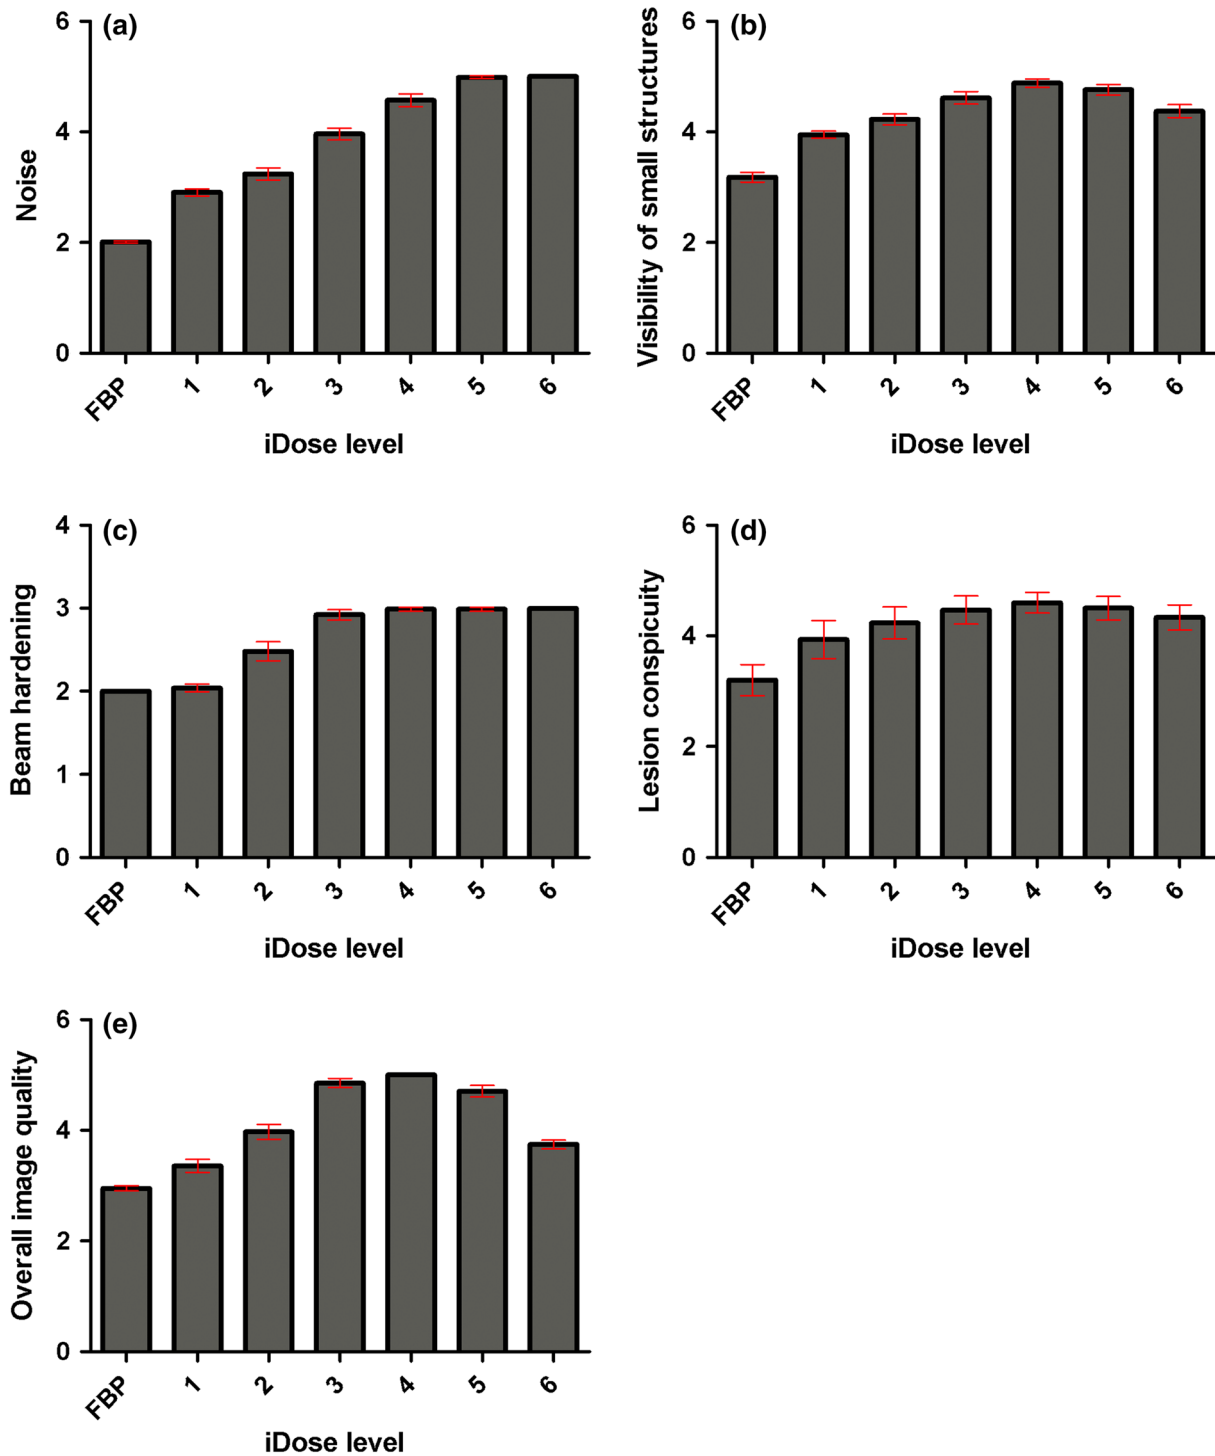 (a)
Noise
6
4
2
0
FBP 1 2 3 4 5 6
iDose level
(b)
Visibility of small structures
6
4
2
0
FBP 1 2 3 4 5 6
iDose level
(c)
Beam hardening
4
3
2
1
0
FBP 1 2 3 4 5 6
iDose level
(d)
Lesion conspicuity
6
4
2
0
FBP 1 2 3 4 5 6
iDose level
(e)
Overall image quality
6
4
2
0
FBP 1 2 3 4 5 6
iDose level